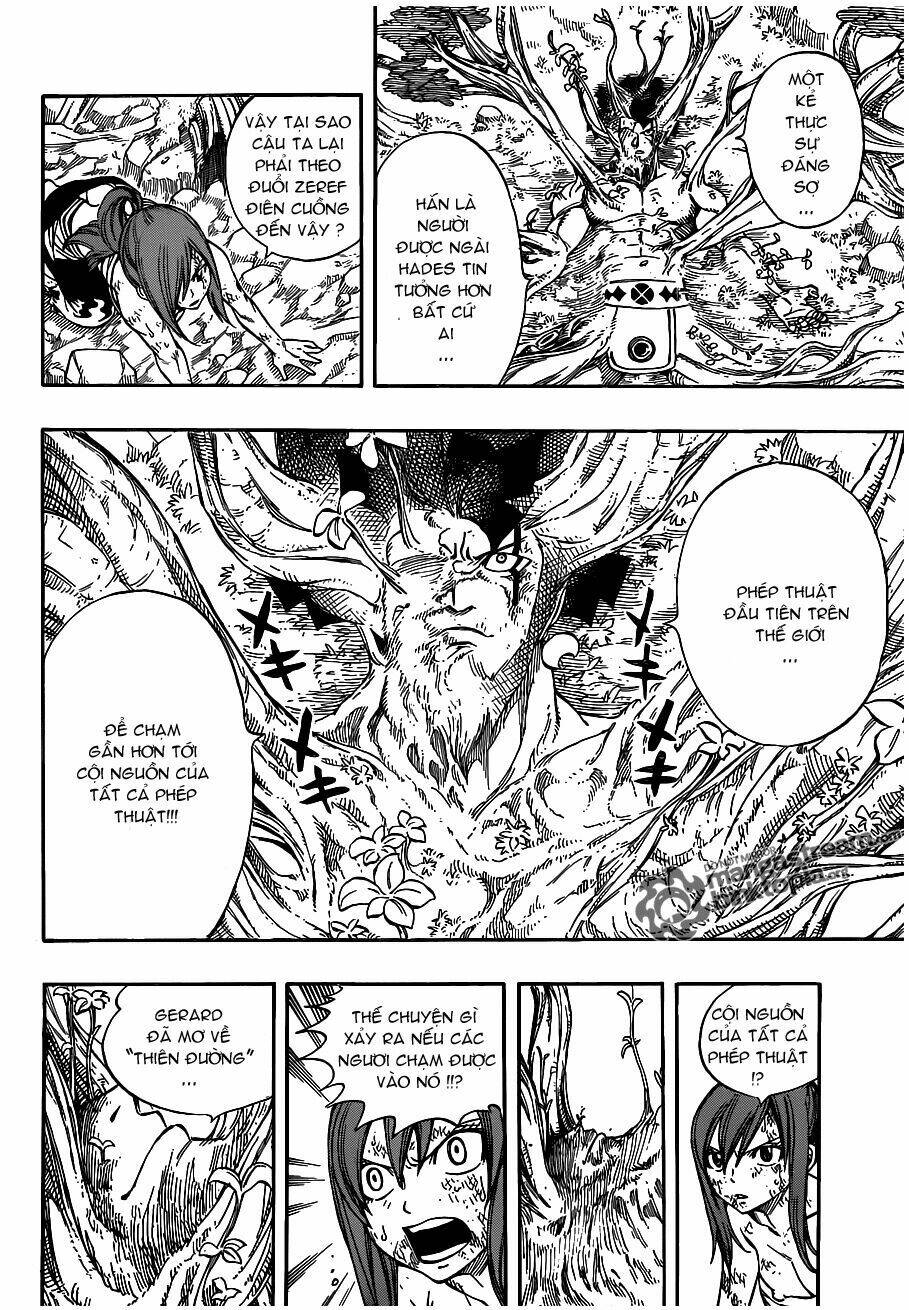 MỘT
KẺ
THỰC
SỰ
ĐÁNG
SỢ
...
HẮN LÀ
NGƯỜI
ĐƯỢC NGÀI
HADES TIN
TƯỞNG HƠN
BẤT CỨ
AI
...
VẬY TẠI SAO
CẬU TA LẠI
PHẢI THEO
ĐUỔI ZEREF
ĐIÊN CUỒNG
ĐẾN VẬY ?
PHÉP THUẬT
ĐẦU TIÊN TRÊN
THẾ GIỚI
...
ĐỂ CHẠM
GẦN HƠN TỚI
CỘI NGUỒN CỦA
TẤT CẢ PHÉP
THUẬT!!!
mangastream
CỘI NGUỒN
CỦA TẤT CẢ
PHÉP THUẬT
!?
THẾ CHUYỆN GÌ
XẢY RA NẾU CÁC
NGƯƠI CHẠM ĐƯỢC
VÀO NÓ !!?
GERARD
ĐÃ MƠ VỀ
"THIÊN ĐƯỜNG"
...